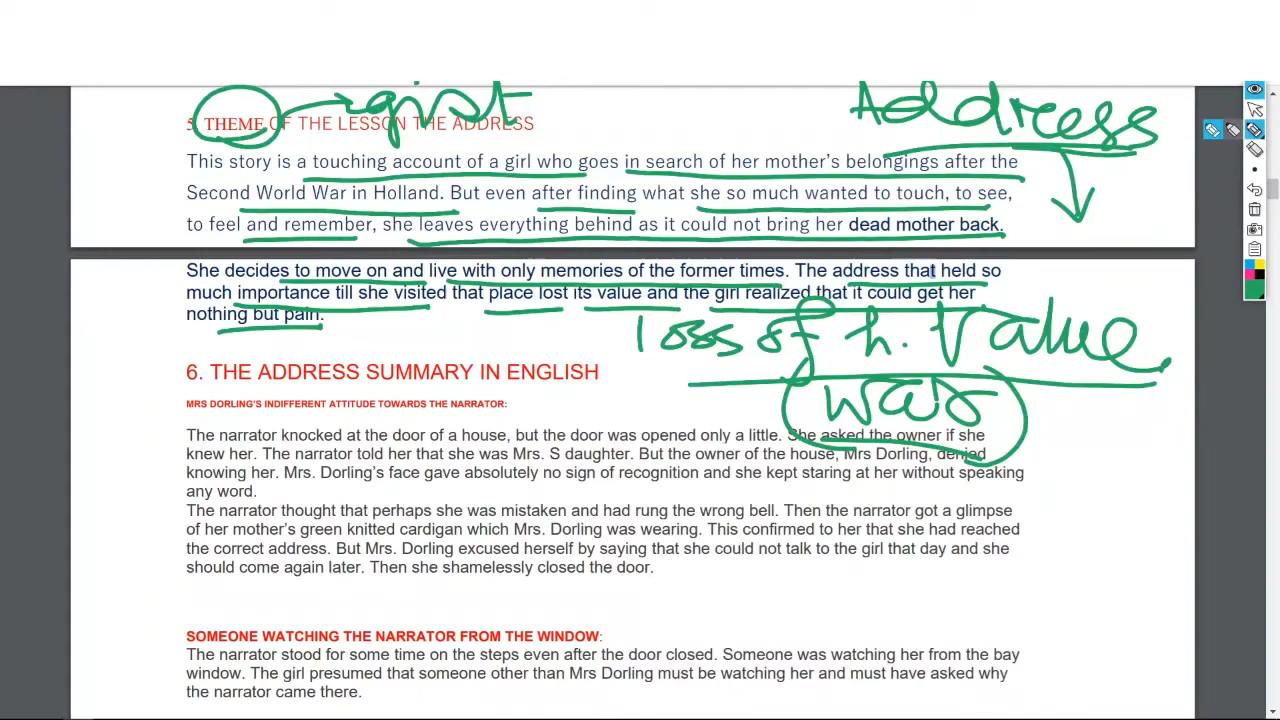 gist
Address
5. THEME OF THE LESSON THE ADDRESS
This story is a touching account of a girl who goes in search of her mother's belongings after the
Second World War in Holland. But even after finding what she so much wanted to touch, to see,
to feel and remember, she leaves everything behind as it could not bring her dead mother back.
She decides to move on and live with only memories of the former times. The address that held so
much importance till she visited that place lost its value and the girl realized that it could get her
nothing but pain.
loss of h. Value
6. THE ADDRESS SUMMARY IN ENGLISH
war
MRS DORLING'S INDIFFERENT ATTITUDE TOWARDS THE NARRATOR:
The narrator knocked at the door of a house, but the door was opened only a little. She asked the owner if she
knew her. The narrator told her that she was Mrs. S daughter. But the owner of the house, Mrs Dorling, denied
knowing her. Mrs. Dorling's face gave absolutely no sign of recognition and she kept staring at her without speaking
any word.
The narrator thought that perhaps she was mistaken and had rung the wrong bell. Then the narrator got a glimpse
of her mother's green knitted cardigan which Mrs. Dorling was wearing. This confirmed to her that she had reached
the correct address. But Mrs. Dorling excused herself by saying that she could not talk to the girl that day and she
should come again later. Then she shamelessly closed the door.
SOMEONE WATCHING THE NARRATOR FROM THE WINDOW:
The narrator stood for some time on the steps even after the door closed. Someone was watching her from the bay
window. The girl presumed that someone other than Mrs Dorling must be watching her and must have asked why
the narrator came there.